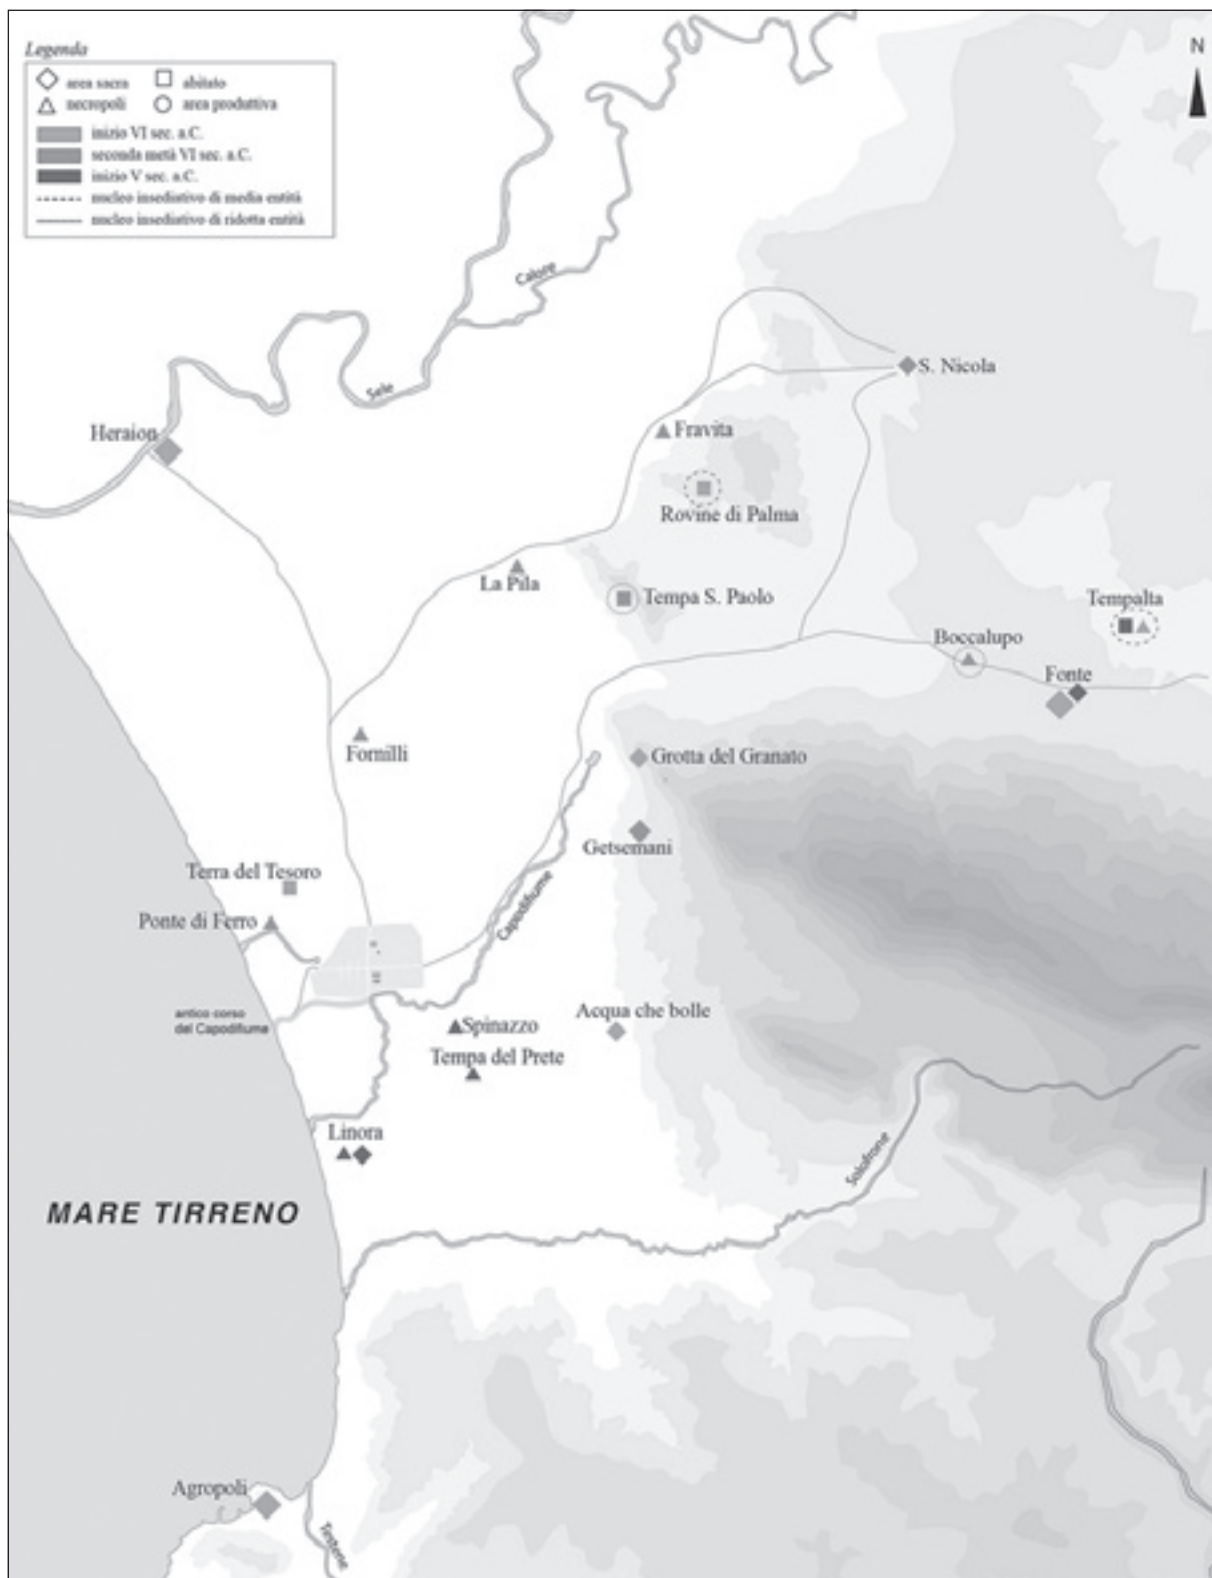 Legenda
area sacra
abitato
necropoli
area produttiva
inizio VI sec. a.C.
seconda metà VI sec. a.C.
inizio V sec. a.C.
nucleo insediativo di media entità
nucleo insediativo di ridotta entità
N
Calore
Sele
S. Nicola
Heraion
Fravita
Rovine di Palma
La Pila
Tempa S. Paolo
Tempalta
Boccalupo
Fonte
Fornilli
Grotta del Granato
Getsemani
Terra del Tesoro
Ponte di Ferro
Capodifiume
antico corso
del Capodifiume
Acqua che bolle
Spinazzo
Tempa del Prete
Linora
Solofrone
MARE TIRRENO
Agropoli
Testene